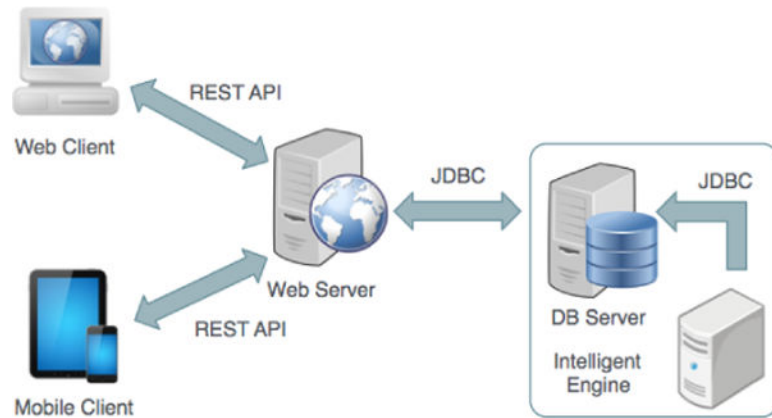 REST API
Web Client
JDBC
JDBC
Web Server
REST API
DB Server
Intelligent
Engine
Mobile Client